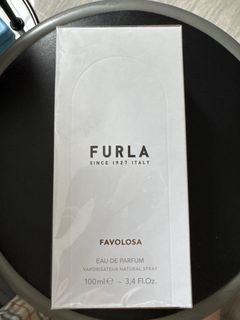 FURLA
SINCE 1927 ITALY
FAVOLOSA
EAU DE PARFUM
VAPORISATEUR NATURAL SPRAY
100ml ℮ – 3,4 Fl.Oz.